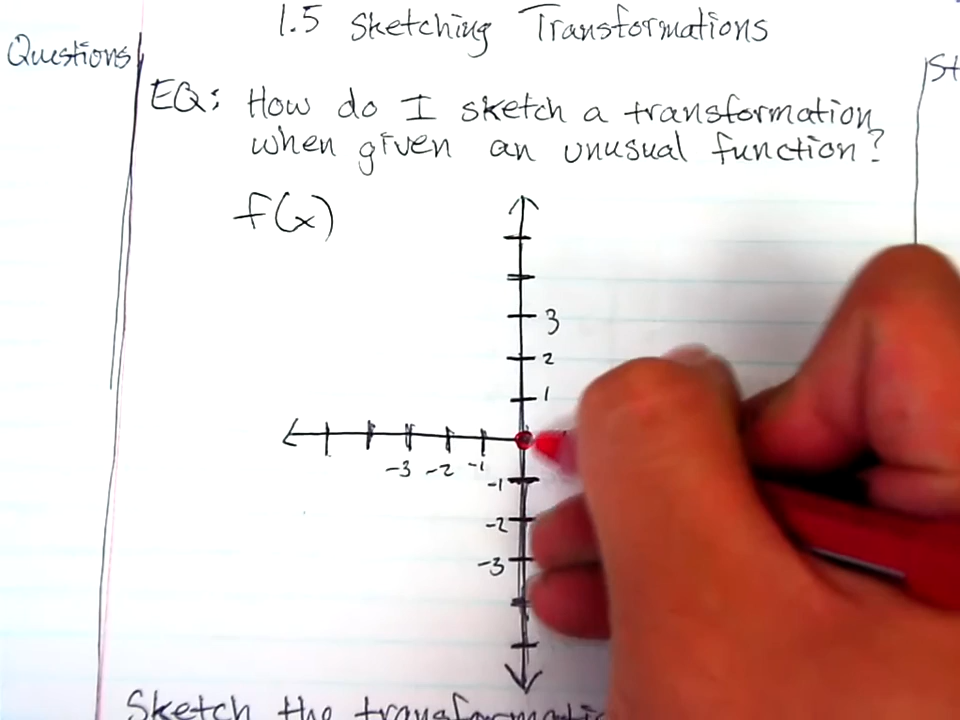 1.5 Sketching Transformations
Questions
EQ: How do I sketch a transformation
when given an unusual function?
f(x)
3
2
1
-3 -2 -1
-1
-2
-3
Sketch the